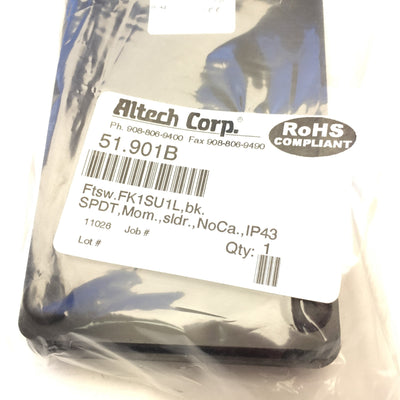 Altech Corp.®
Ph. 908-806-9400 Fax 908-806-9490
RoHS
COMPLIANT
51.901B
Ftsw.FK1SU1L,bk.
SPDT,Mom.,sldr.,NoCa.,IP43
11026 Job #
Qty: 1
Lot #